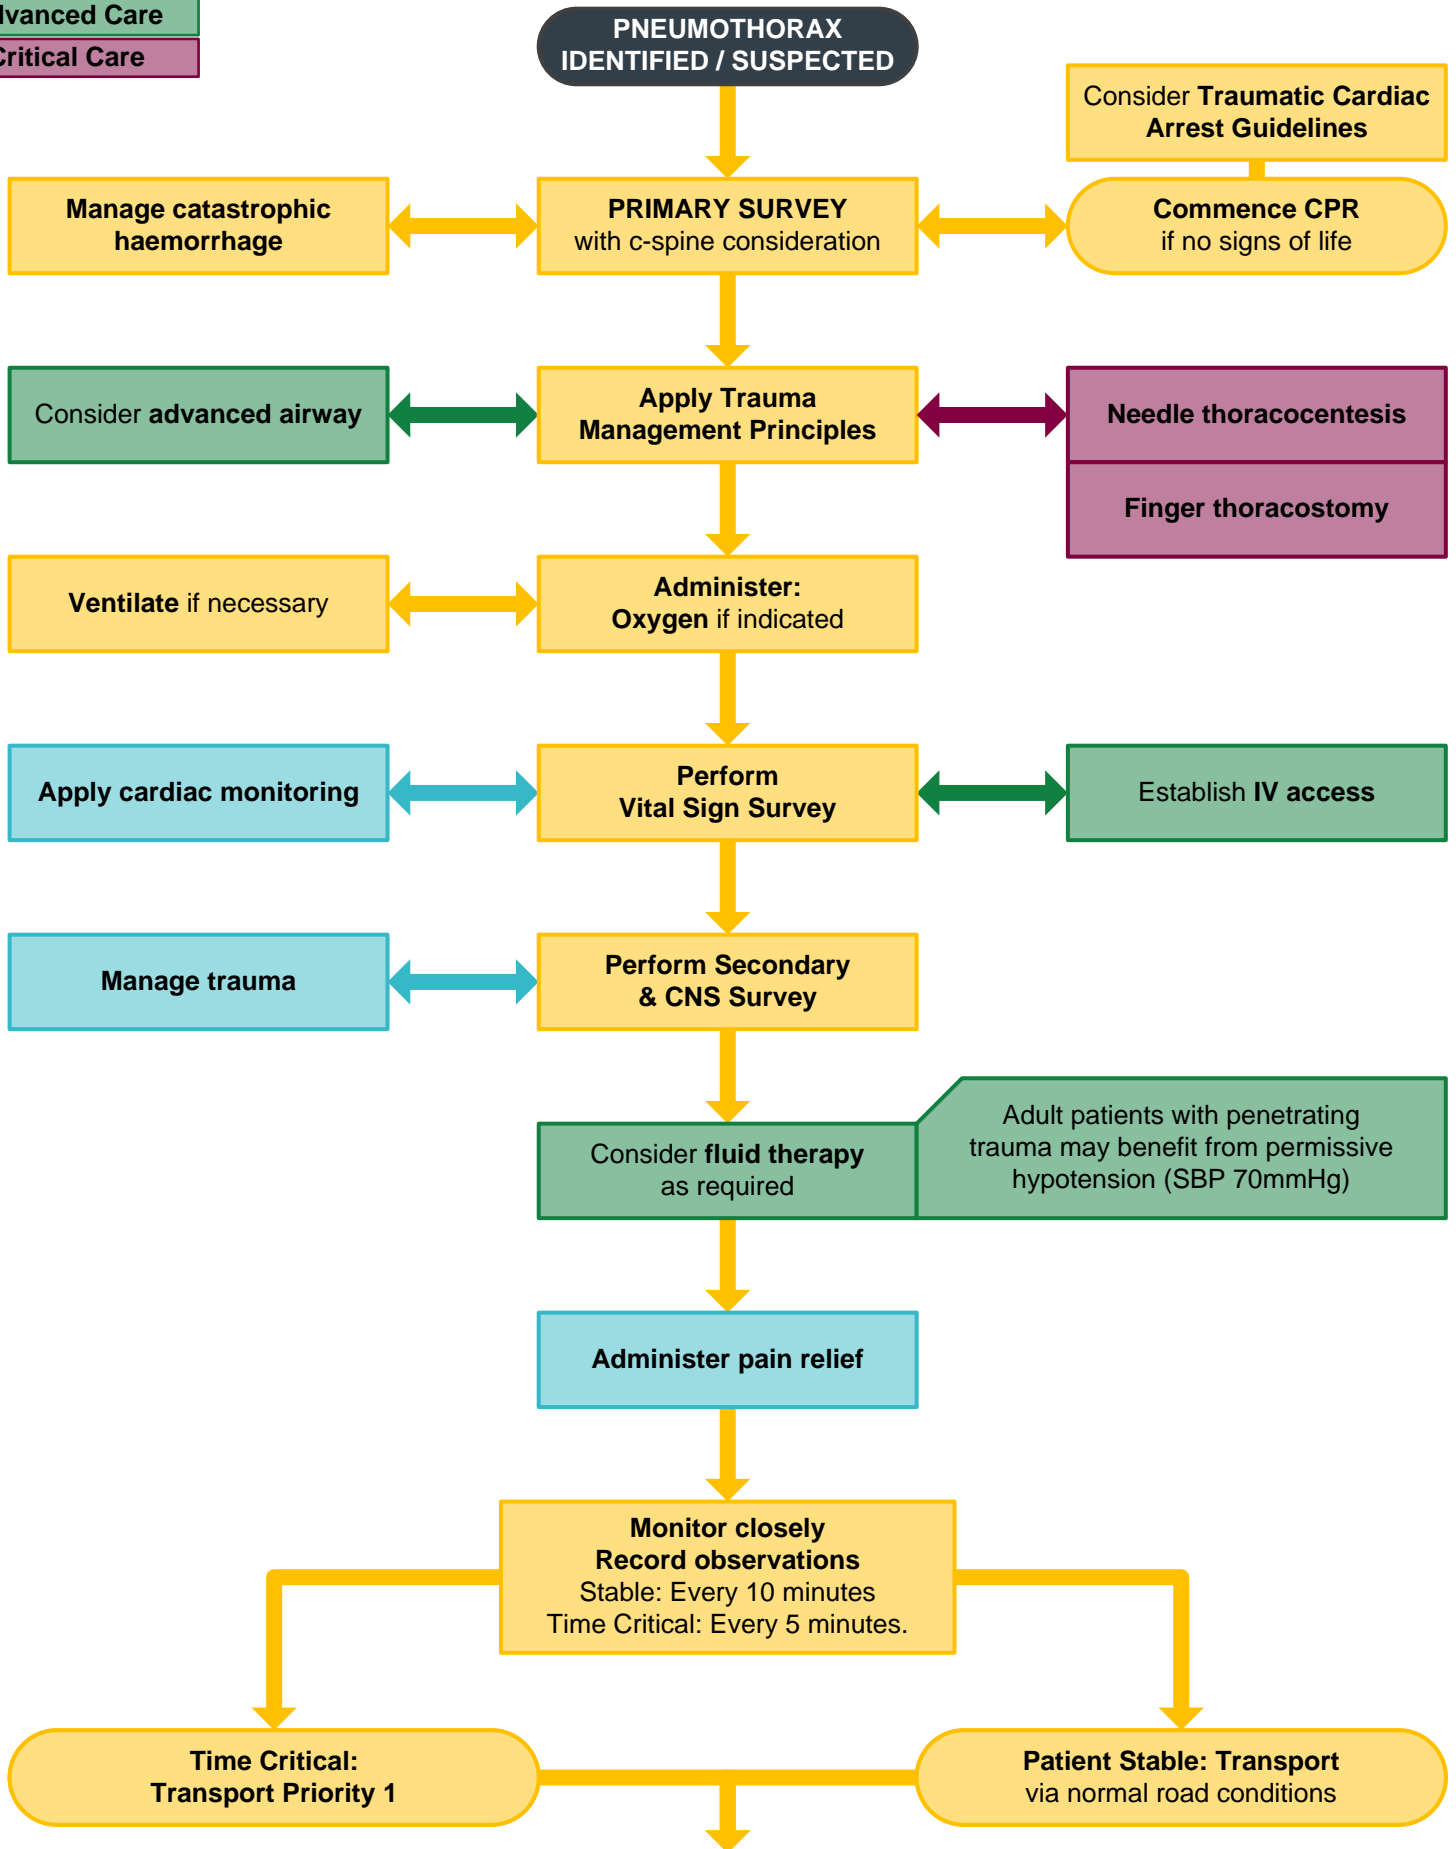 Advanced Care
Critical Care
PNEUMOTHORAX
IDENTIFIED / SUSPECTED
Consider Traumatic Cardiac
Arrest Guidelines
Manage catastrophic
haemorrhage
PRIMARY SURVEY
with c-spine consideration
Commence CPR
if no signs of life
Consider advanced airway
Apply Trauma
Management Principles
Needle thoracocentesis
Finger thoracostomy
Ventilate if necessary
Administer:
Oxygen if indicated
Apply cardiac monitoring
Perform
Vital Sign Survey
Establish IV access
Manage trauma
Perform Secondary
& CNS Survey
Consider fluid therapy
as required
Adult patients with penetrating
trauma may benefit from permissive
hypotension (SBP 70mmHg)
Administer pain relief
Monitor closely
Record observations
Stable: Every 10 minutes
Time Critical: Every 5 minutes.
Time Critical:
Transport Priority 1
Patient Stable: Transport
via normal road conditions